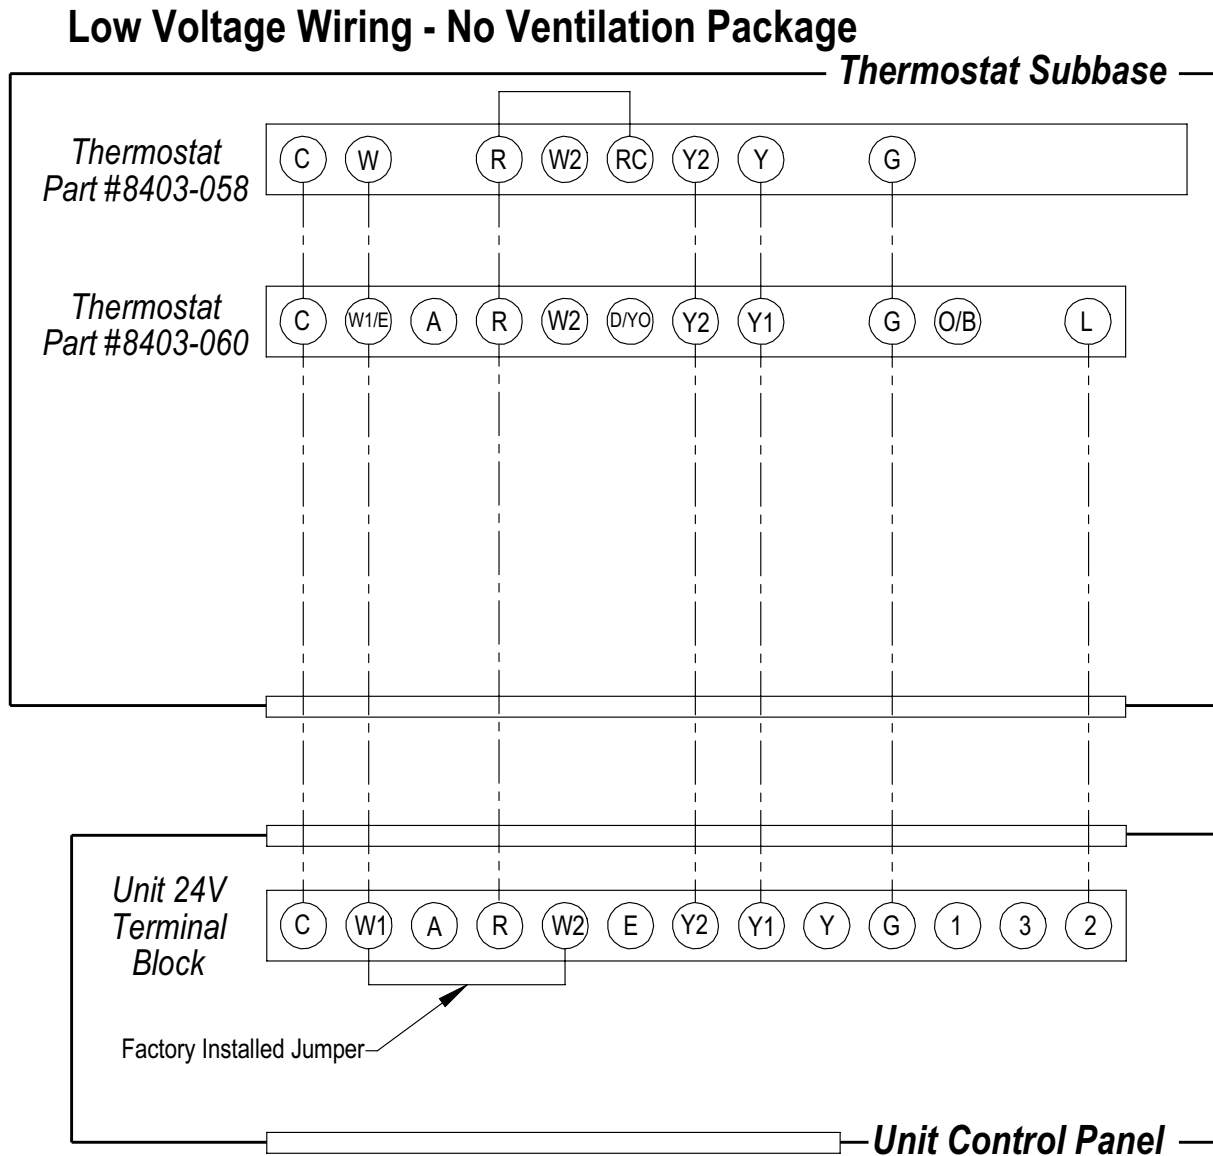 Low Voltage Wiring - No Ventilation Package
Thermostat Subbase
Thermostat
Part #8403-058
C W R W2 RC Y2 Y G
Thermostat
Part #8403-060
C W1/E A R W2 D/YO Y2 Y1 G O/B L
Unit 24V
Terminal
Block
C W1 A R W2 E Y2 Y1 Y G 1 3 2
Factory Installed Jumper
Unit Control Panel